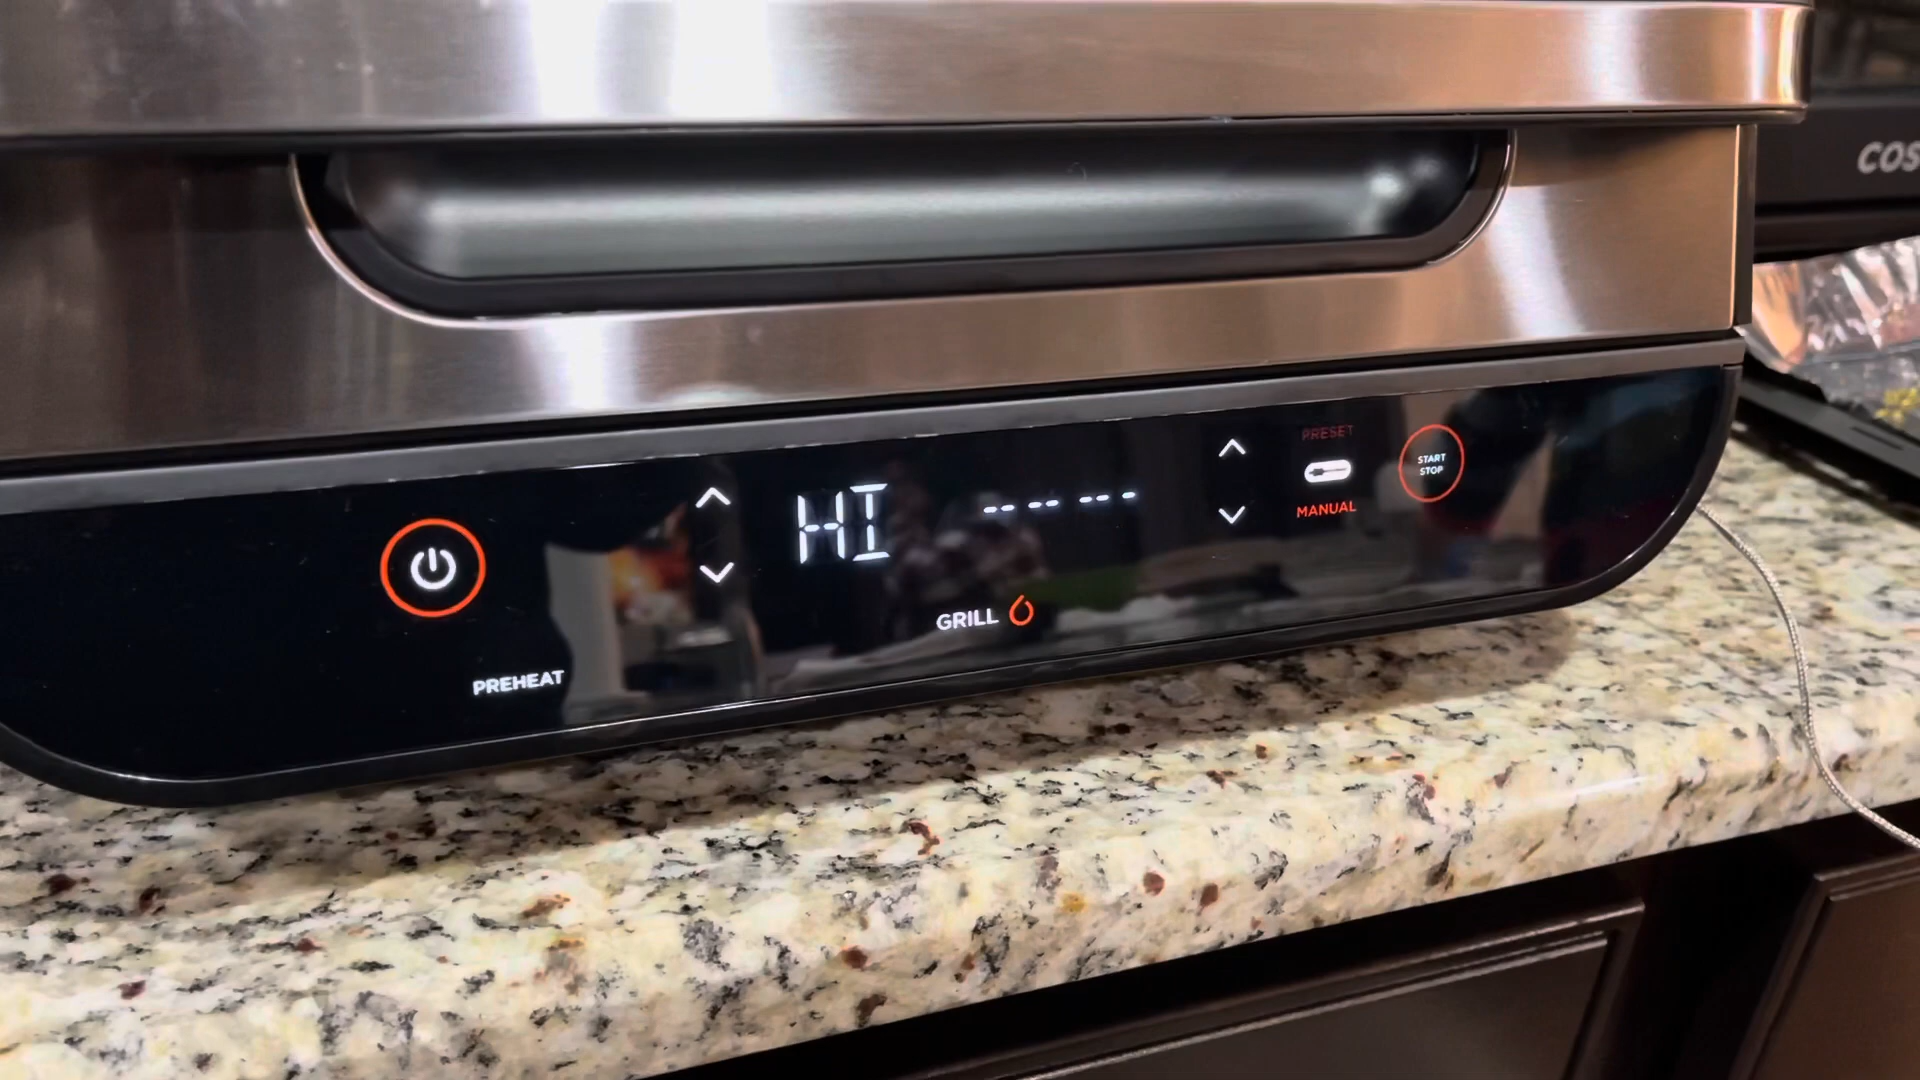 COS
PRESET
START
STOP
HI -- -- -- -
MANUAL
GRILL
PREHEAT